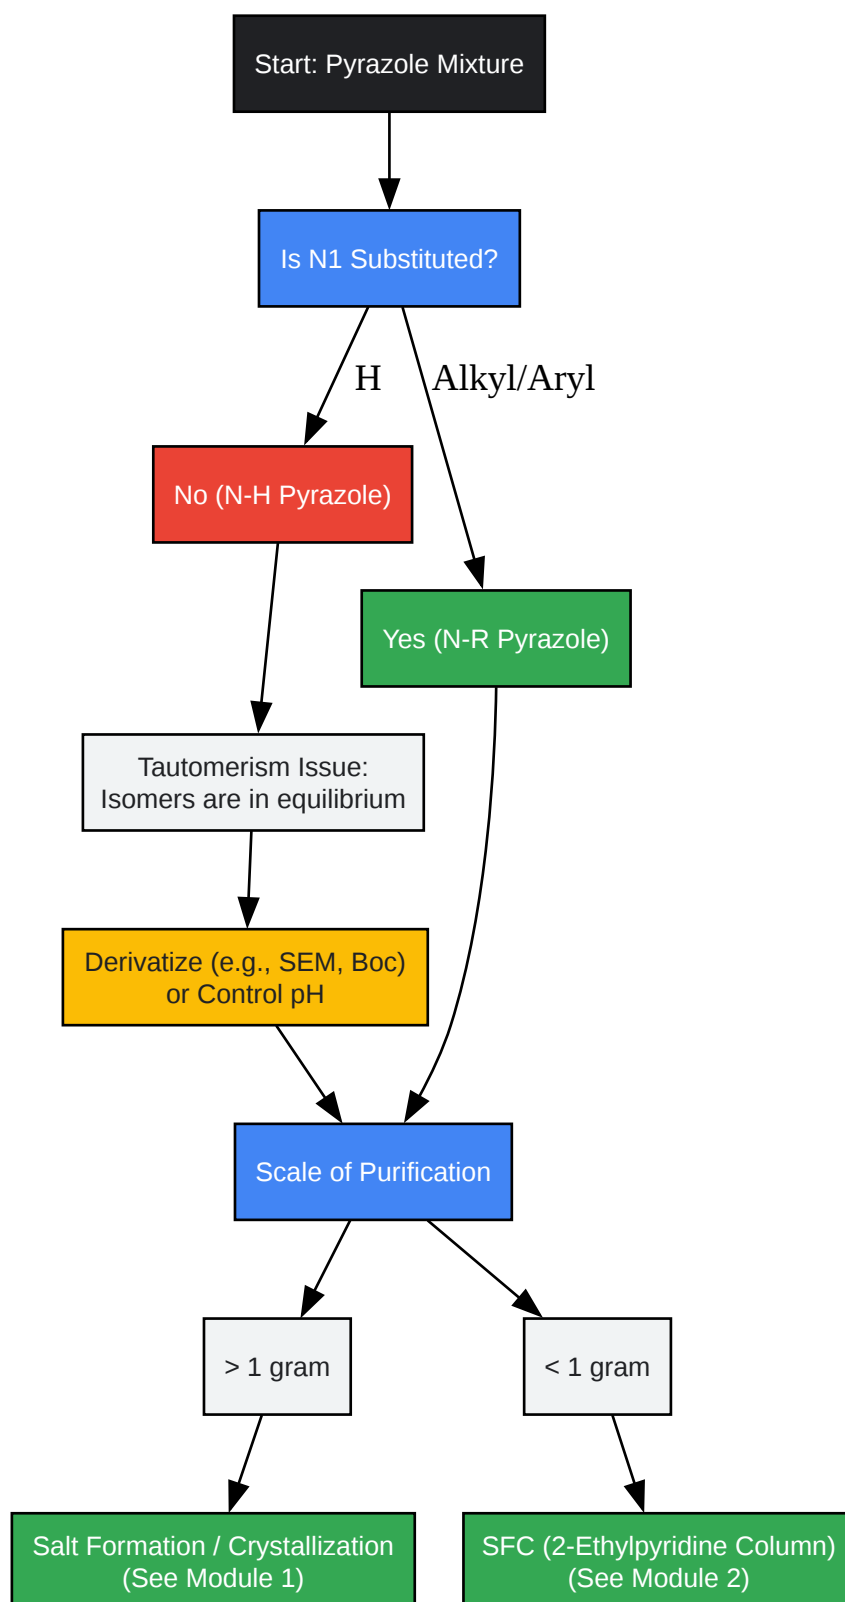 Start: Pyrazole Mixture
Is N1 Substituted?
H
Alkyl/Aryl
No (N-H Pyrazole)
Yes (N-R Pyrazole)
Tautomerism Issue:
Isomers are in equilibrium
Derivatize (e.g., SEM, Boc)
or Control pH
Scale of Purification
> 1 gram
< 1 gram
Salt Formation / Crystallization
(See Module 1)
SFC (2-Ethylpyridine Column)
(See Module 2)